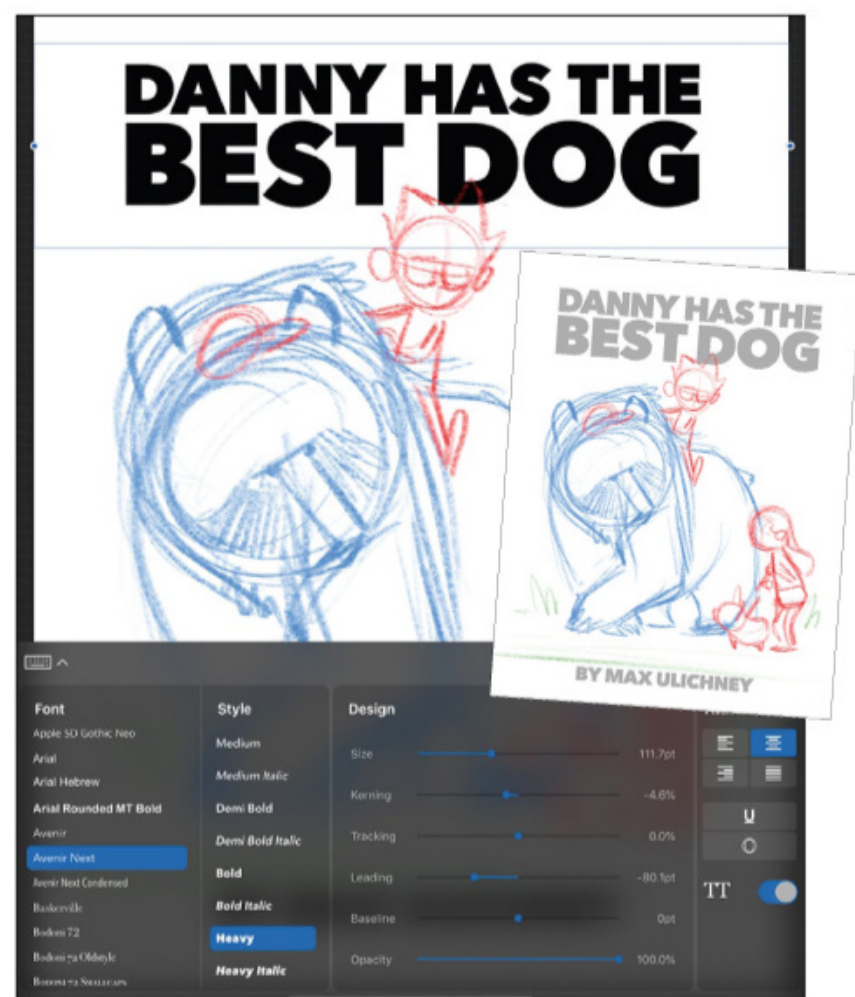 DANNY HAS THE
BEST DOG
DANNY HAS THE
BEST DOG
BY MAX ULICHNEY
Font
Apple SD Gothic Neo
Arial
Arial Hebrew
Arial Rounded MT Bold
Avenir
Avenir Next
Avenir Next Condensed
Baskerville
Bodoni 72
Bodoni 72 Oldstyle
Bodoni 72 Smallcaps
Style
Medium
Medium Italic
Demi Bold
Demi Bold Italic
Bold
Bold Italic
Heavy
Heavy Italic
Design
Size 111.7pt
Kerning -4.6%
Tracking 0.0%
Leading -80.1pt
Baseline 0pt
Opacity 100.0%
U
O
TT